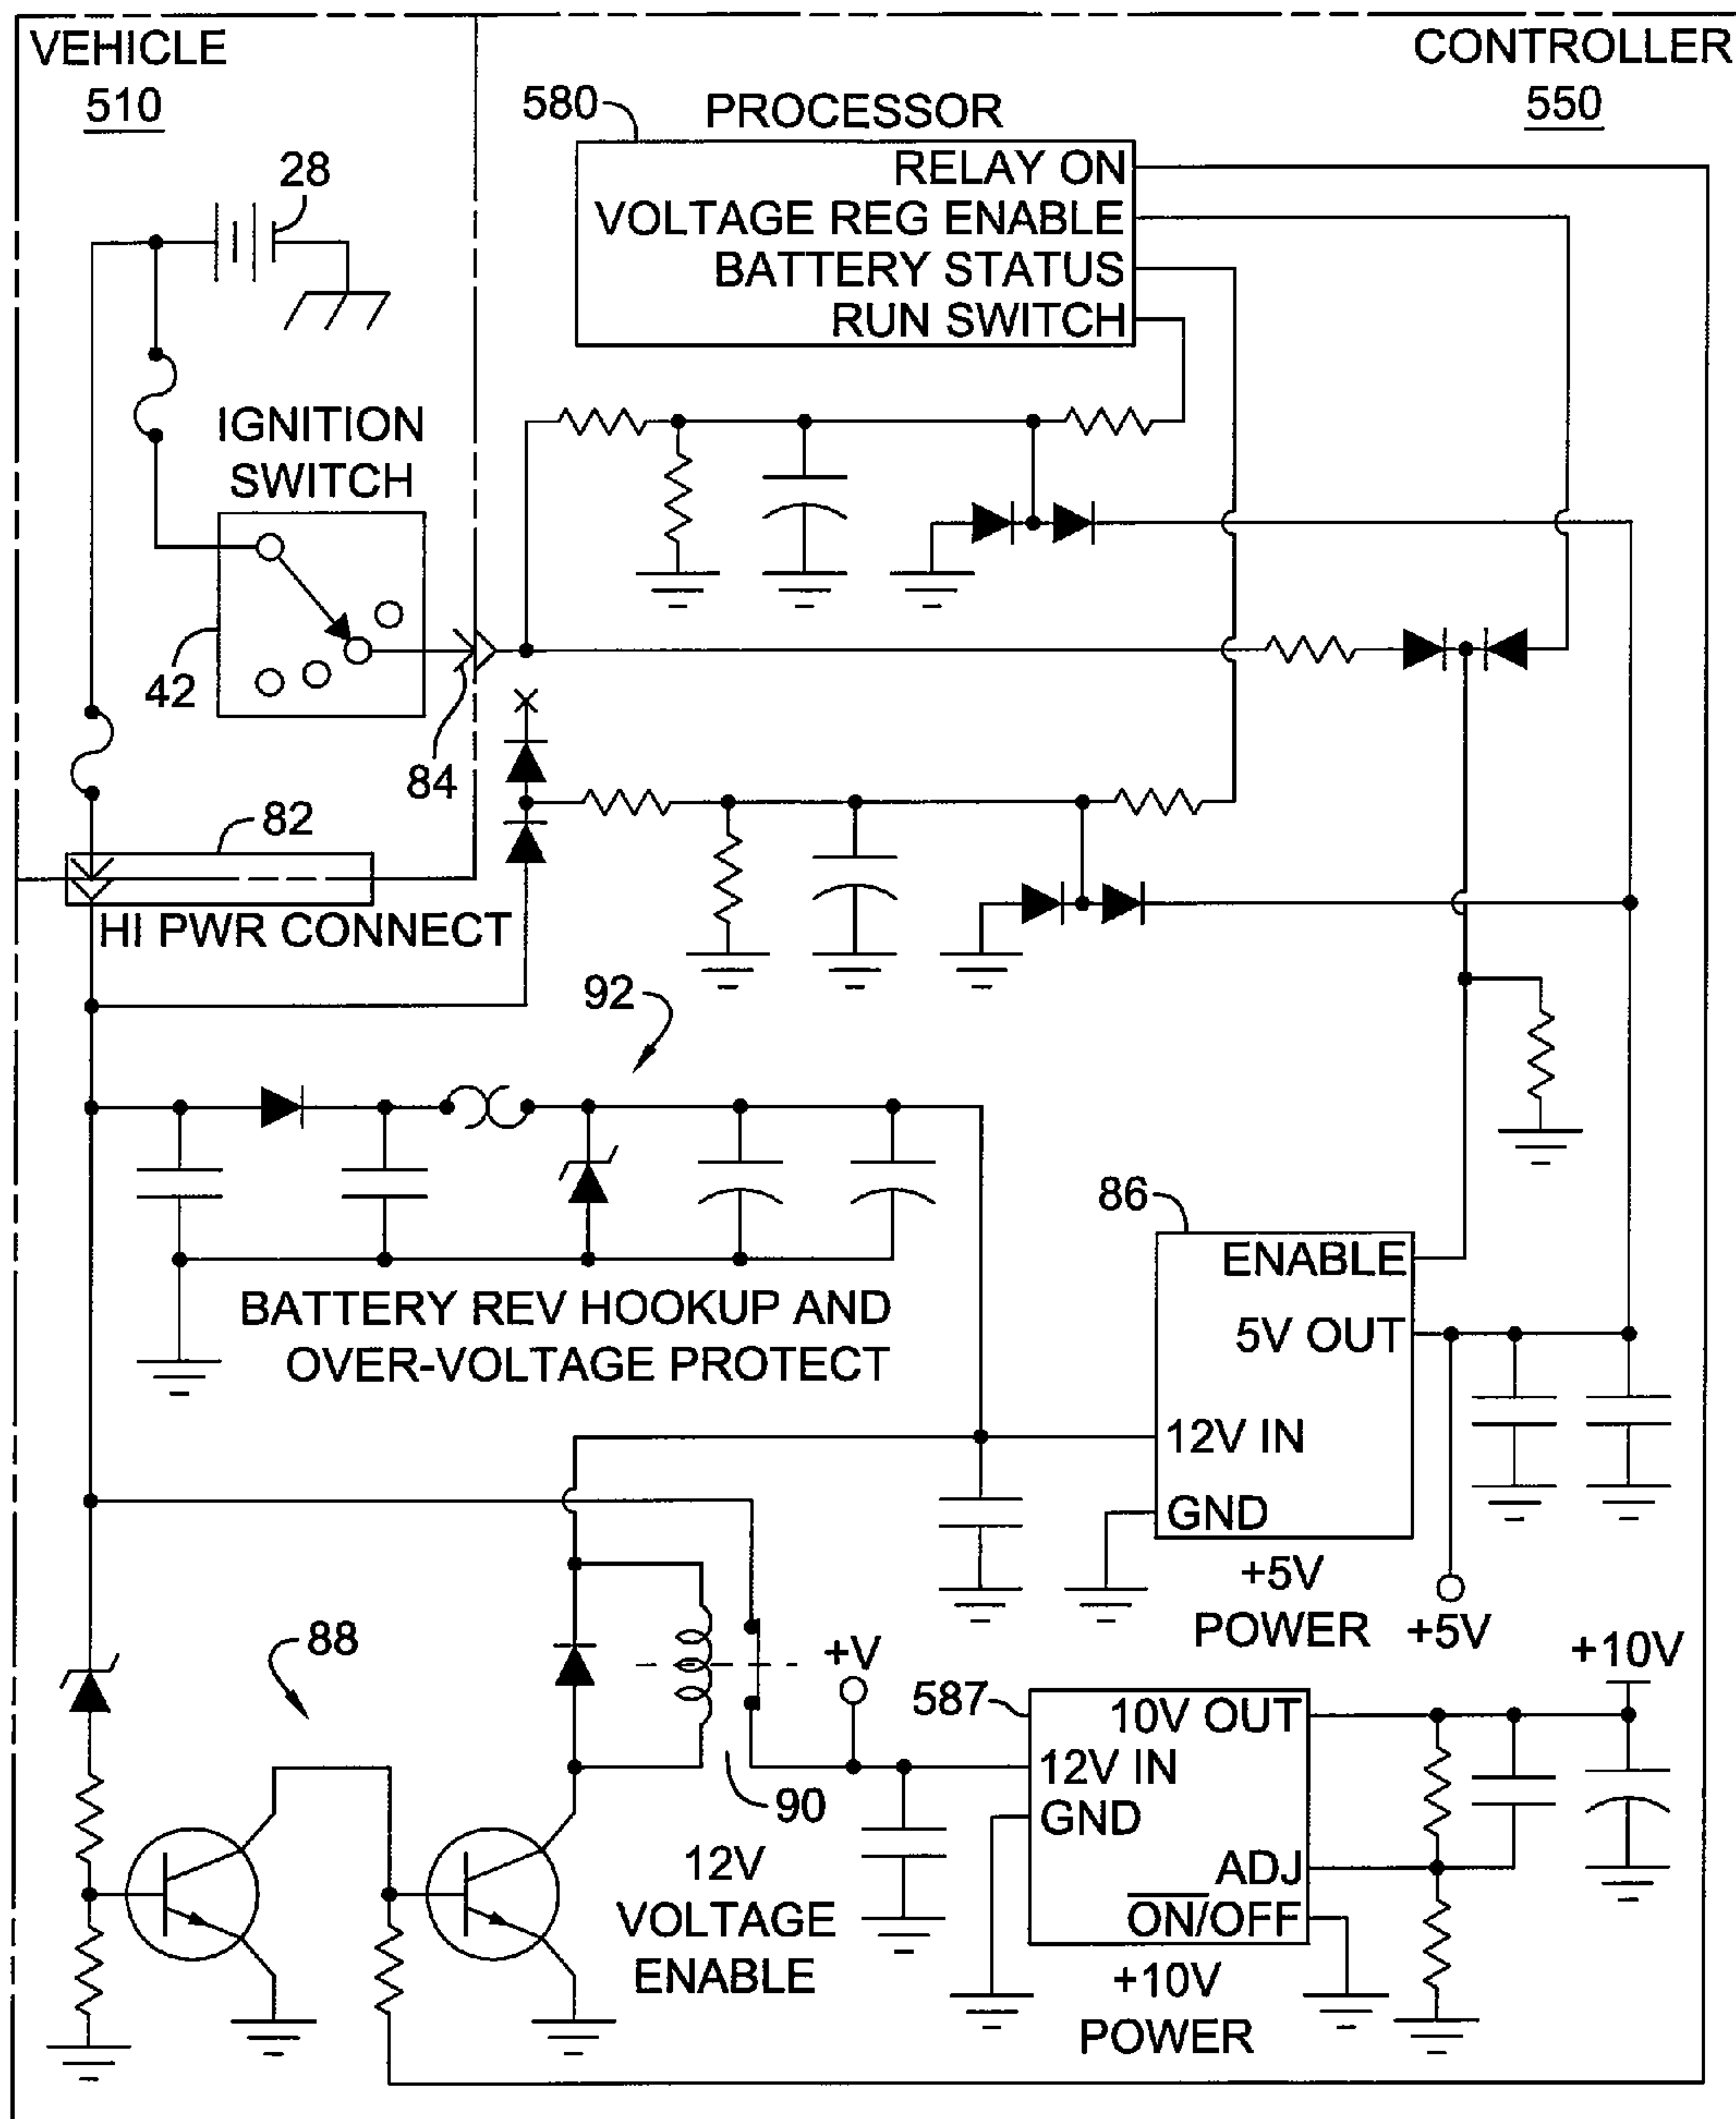 VEHICLE
510
CONTROLLER
550
580
PROCESSOR
RELAY ON
VOLTAGE REG ENABLE
BATTERY STATUS
RUN SWITCH
28
IGNITION
SWITCH
42
84
82
HI PWR CONNECT
92
BATTERY REV HOOKUP AND
OVER-VOLTAGE PROTECT
86
ENABLE
5V OUT
12V IN
GND
+5V
POWER
+5V
88
90
12V
VOLTAGE
ENABLE
+V
587
10V OUT
12V IN
GND
ADJ
ON/OFF
+10V
POWER
+10V